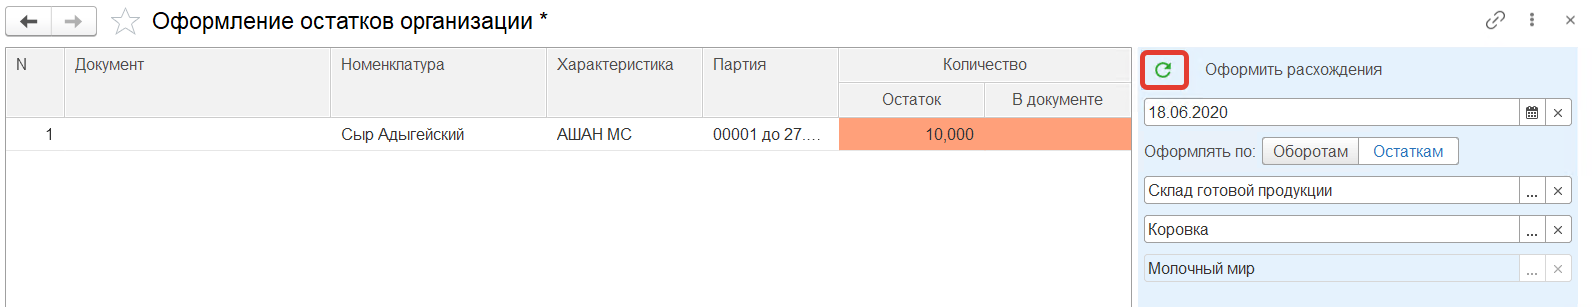 Оформление остатков организации *
N Документ Номенклатура Характеристика Партия Количество
Остаток В документе
1 Сыр Адыгейский АШАН МС 00001 до 27.... 10,000
Оформить расхождения
18.06.2020
Оформлять по: Оборотам Остаткам
Склад готовой продукции ...
Коровка ...
Молочный мир ...